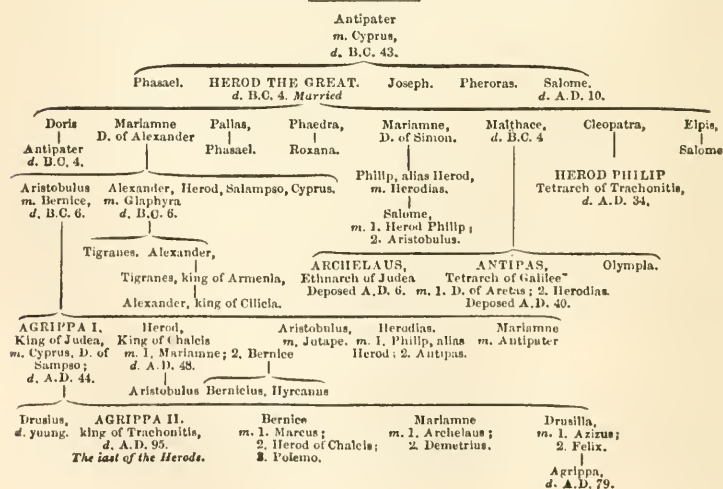 Antipater
m. Cyprus,
d. B.C. 43.
Phasael. HEROD THE GREAT. Joseph. Pheroras. Salome.
d. B.C. 4. Married d. A.D. 10.
Doris Mariamne Pallas, Phaedra, Mariamne, Malthace, Cleopatra, Elpis,
D. of Alexander D. of Simon. d. B.C. 4
Antipater Phasael. Roxana. Salome
d. B.C. 4. Philip, alias Herod, HEROD PHILIP
Aristobulus Alexander, Herod, Salampso, Cyprus. m. Herodias. Tetrarch of Trachonitis,
m. Bernice, m. Glaphyra d. A.D. 34.
d. B.C. 6. d. B.C. 6. Salome,
m. 1. Herod Philip;
2. Aristobulus.
Tigranes. Alexander,
ARCHELAUS, ANTIPAS, Olympia.
Tigranes, king of Armenia, Ethnarch of Judea Tetrarch of Galilee
Deposed A.D. 6. m. 1. D. of Aretas; 2. Herodias.
Alexander, king of Cilicia. Deposed A.D. 40.
AGRIPPA I. Herod, Aristobulus, Herodias. Mariamne
King of Judea, King of Chalcis m. Jotape. m. 1. Philip, alias m. Antipater
m. Cyprus, D. of m. 1, Mariamne; 2, Bernice Herod; 2. Antipas.
Sampso; d. A.D. 48.
d. A.D. 44.
Aristobulus Bernicius, Hyrcanus
Drusius, AGRIPPA II. Bernice Mariamne Drusilla,
d. young. king of Trachonitis, m. 1. Marcus; m. 1. Archelaus; m. 1. Azizus;
d. A.D. 95. 2. Herod of Chalcis; 2. Demetrius. 2. Felix.
The last of the Herods. 3. Polemo.
Agrippa,
d. A.D. 79.